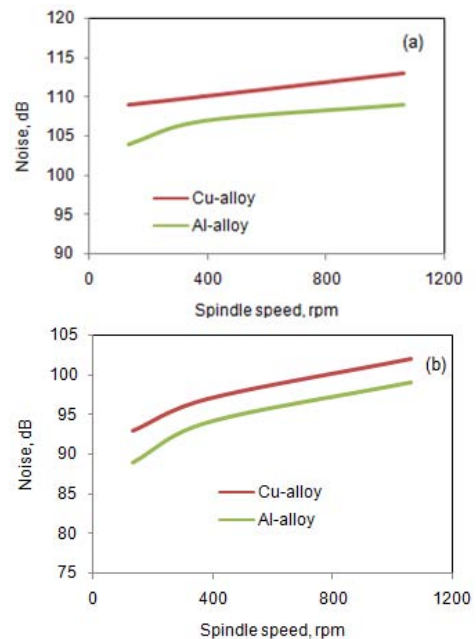 120
115
110
105
100
95
90
Noise, dB
(a)
Cu-alloy
Al-alloy
0 400 800 1200
Spindle speed, rpm
105
100
95
90
85
80
75
Noise, dB
(b)
Cu-alloy
Al-alloy
0 400 800 1200
Spindle speed, rpm